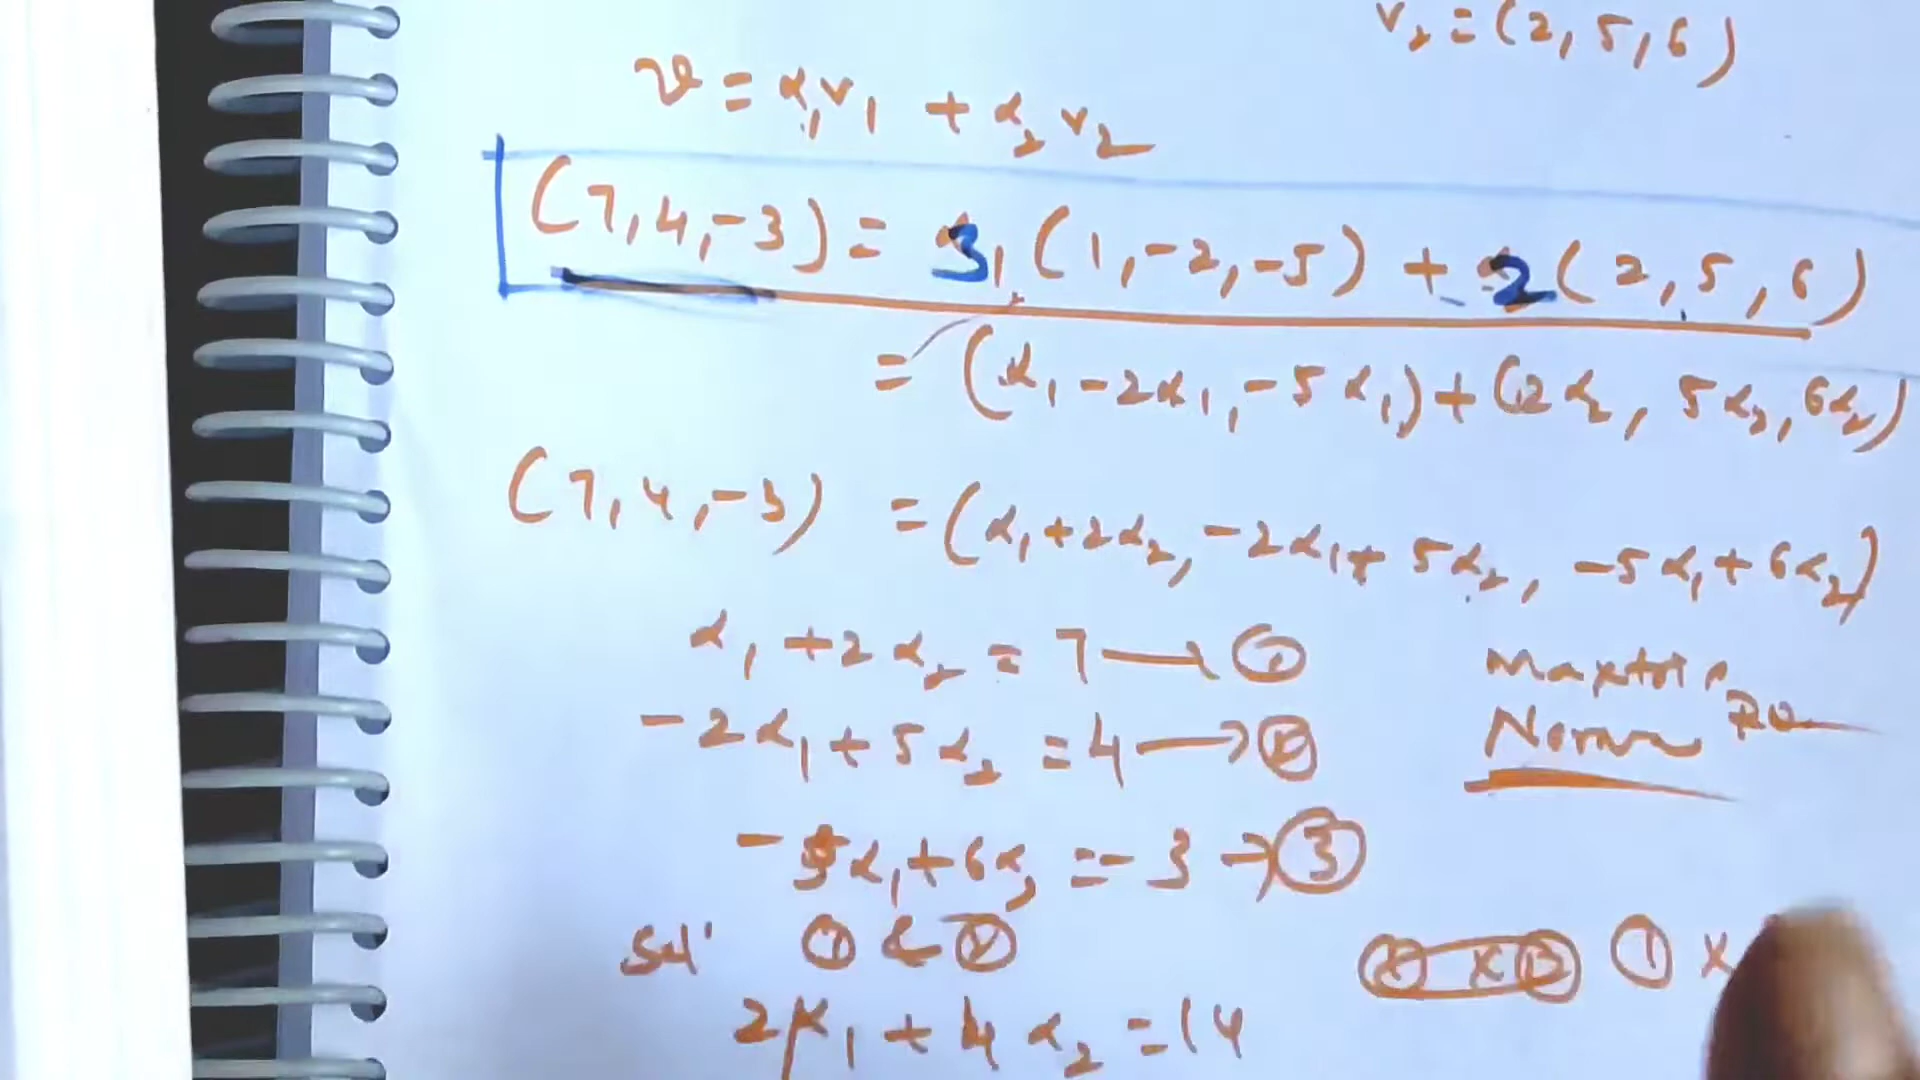 v₂ = (2, 5, 6)
v = α₁v₁ + α₂v₂
(7, 4, -3) = 3₁(1, -2, -5) + 2(2, 5, 6)
= (α₁ - 2α₁, -5α₁) + (2α₂, 5α₂, 6α₂)
(7, 4, -3) = (α₁ + 2α₂, -2α₁ + 5α₂, -5α₁ + 6α₂)
α₁ + 2α₂ = 7 → ①
-2α₁ + 5α₂ = 4 → ②
-5α₁ + 6α₂ = -3 → ③
① & ②
① ×
2α₁ + 4α₂ = 14